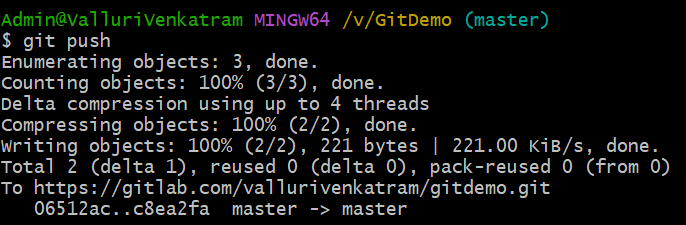 Admin@ValluriVenkatram MINGW64 /v/GitDemo (master)
$ git push
Enumerating objects: 3, done.
Counting objects: 100% (3/3), done.
Delta compression using up to 4 threads
Compressing objects: 100% (2/2), done.
Writing objects: 100% (2/2), 221 bytes | 221.00 KiB/s, done.
Total 2 (delta 1), reused 0 (delta 0), pack-reused 0 (from 0)
To https://gitlab.com/vallurivenkatram/gitdemo.git
   06512ac..c8ea2fa  master -> master